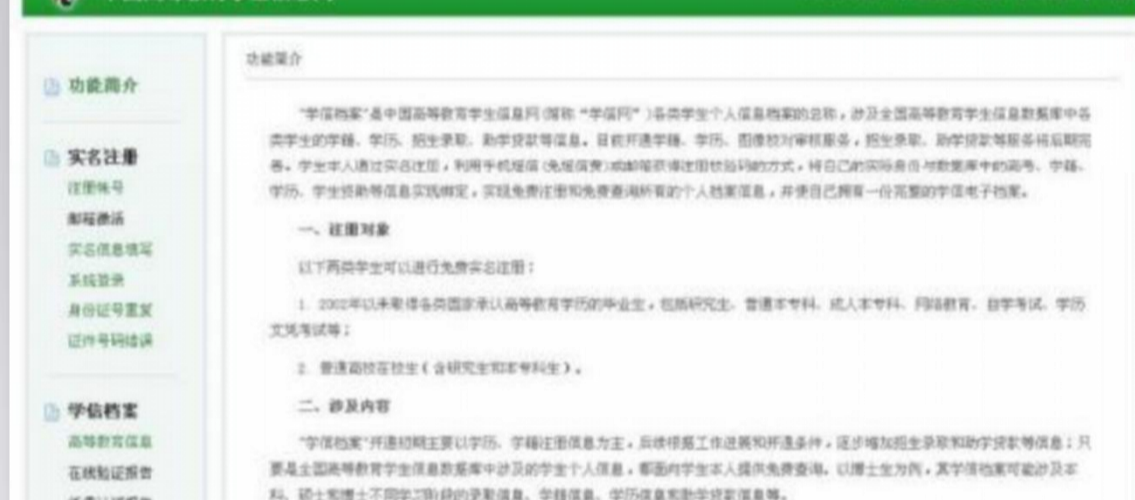 功能简介
实名注册
注册帐号
邮箱激活
实名信息填写
系统登录
身份证号重复
证件号码错误
学信档案
高等教育信息
在线验证报告
功能简介
“学信档案”是中国高等教育学生信息网(简称“学信网”)各类学生个人信息档案的总称，涉及全国高等教育学生信息数据库中各
类学生的学籍、学历、招生录取、助学贷款等信息。目前开通学籍、学历、图像校对审核服务，招生录取、助学贷款等服务将后期完
善。学生本人通过实名注册，利用手机短信(免短信费)或邮箱获得注册校验码的方式，将自己的实际身份与数据库中的高考、学籍、
学历、学生资助等信息实现绑定，实现免费注册和免费查询所有的个人档案信息，并使自己拥有一份完整的学信电子档案。
一、注册对象
以下两类学生可以进行免费实名注册：
1. 2002年以来取得各类国家承认高等教育学历的毕业生，包括研究生、普通本专科、成人本专科、网络教育、自学考试、学历
文凭考试等；
2. 普通高校在校生(含研究生和本专科生)。
二、涉及内容
“学信档案”开通初期主要以学历、学籍注册信息为主，后续根据工作进展和开通条件，逐步增加招生录取和助学贷款等信息；只
要是全国高等教育学生信息数据库中涉及的学生个人信息，都面向学生本人提供免费查询。以博士生为例，其学信档案可能涉及本
科、硕士和博士不同学习阶段的录取信息、学籍信息、学历信息和助学贷款信息等。